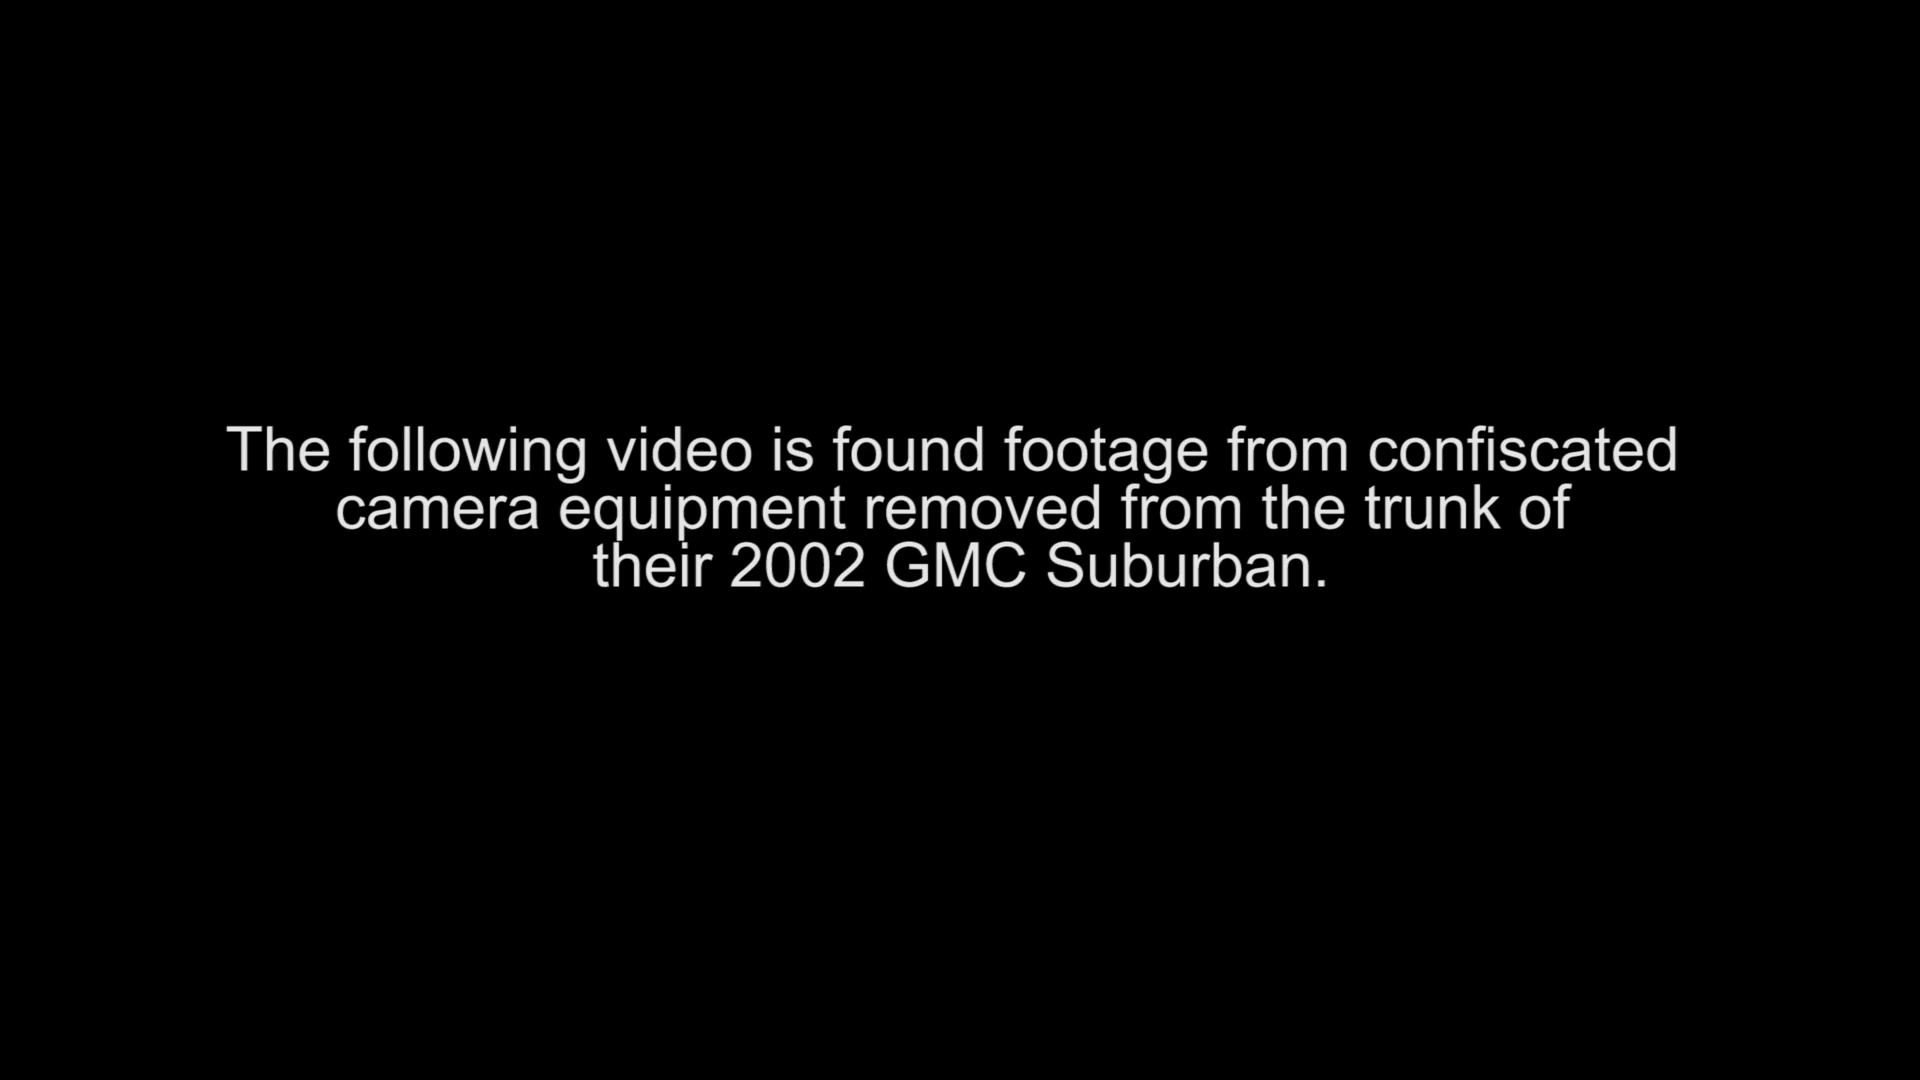 The following video is found footage from confiscated
camera equipment removed from the trunk of
their 2002 GMC Suburban.